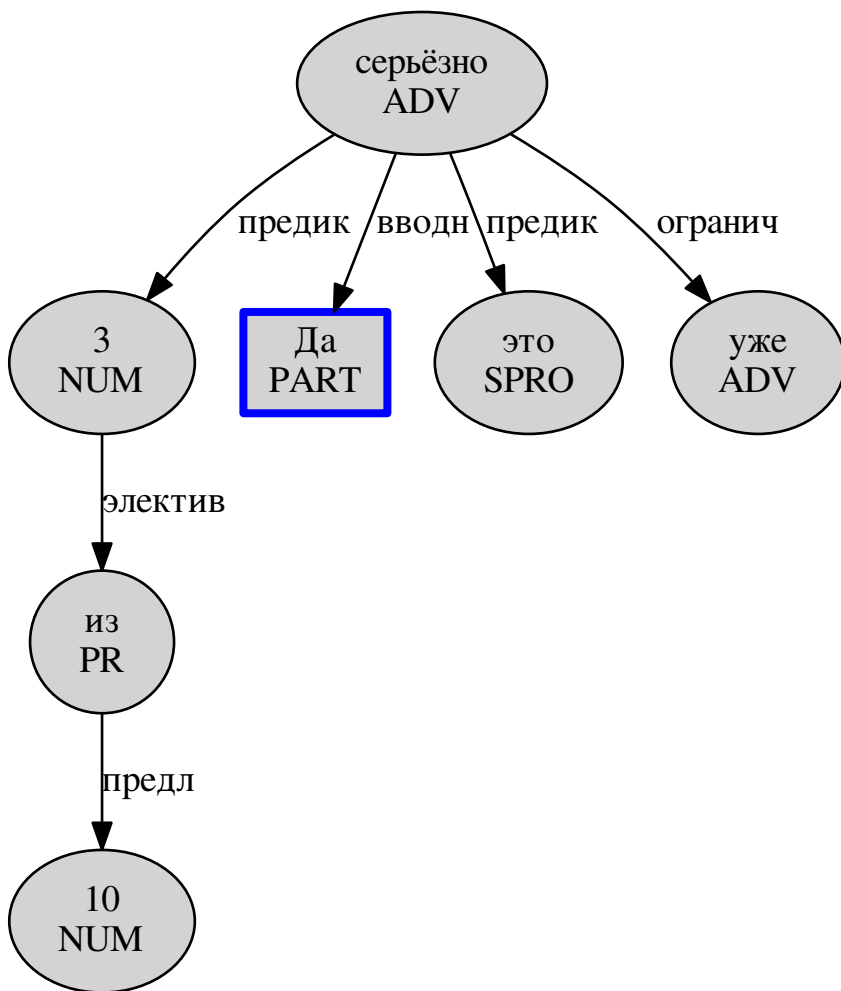 серьёзно
ADV
предик
вводн
предик
огранич
3
NUM
Да
PART
это
SPRO
уже
ADV
электив
из
PR
предл
10
NUM